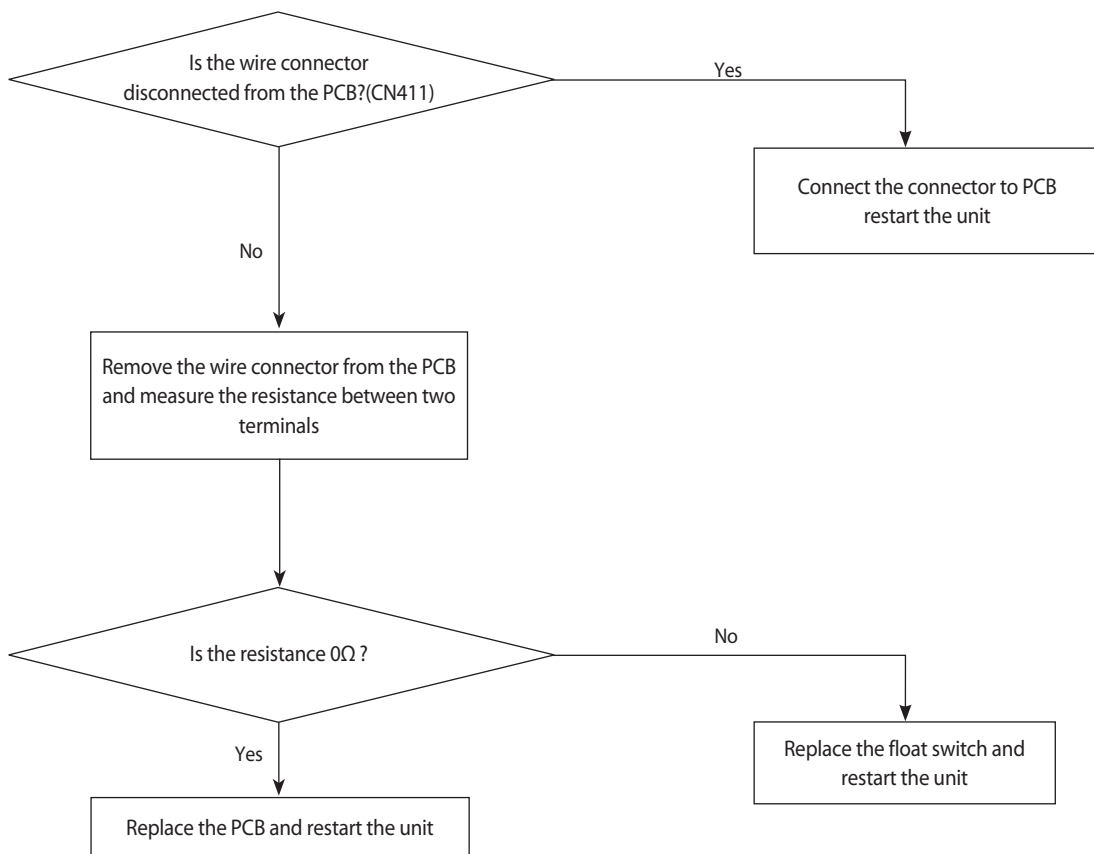 Is the wire connector
disconnected from the PCB?(CN411)
Yes
Connect the connector to PCB
restart the unit
No
Remove the wire connector from the PCB
and measure the resistance between two
terminals
Is the resistance 0Ω ?
No
Yes
Replace the float switch and
restart the unit
Replace the PCB and restart the unit